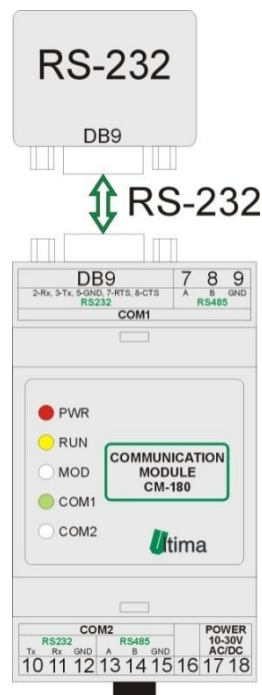 RS-232
DB9
RS-232
DB9 7 8 9
2-Rx, 3-Tx, 5-GND, 7-RTS, 8-CTS A B GND
RS232 RS485
COM1
PWR
RUN
MOD
COM1
COM2
COMMUNICATION
MODULE
CM-180
Ultima
COM2 POWER
RS232 RS485 10-30V
Tx Rx GND A B GND AC/DC
10 11 12 13 14 15 16 17 18